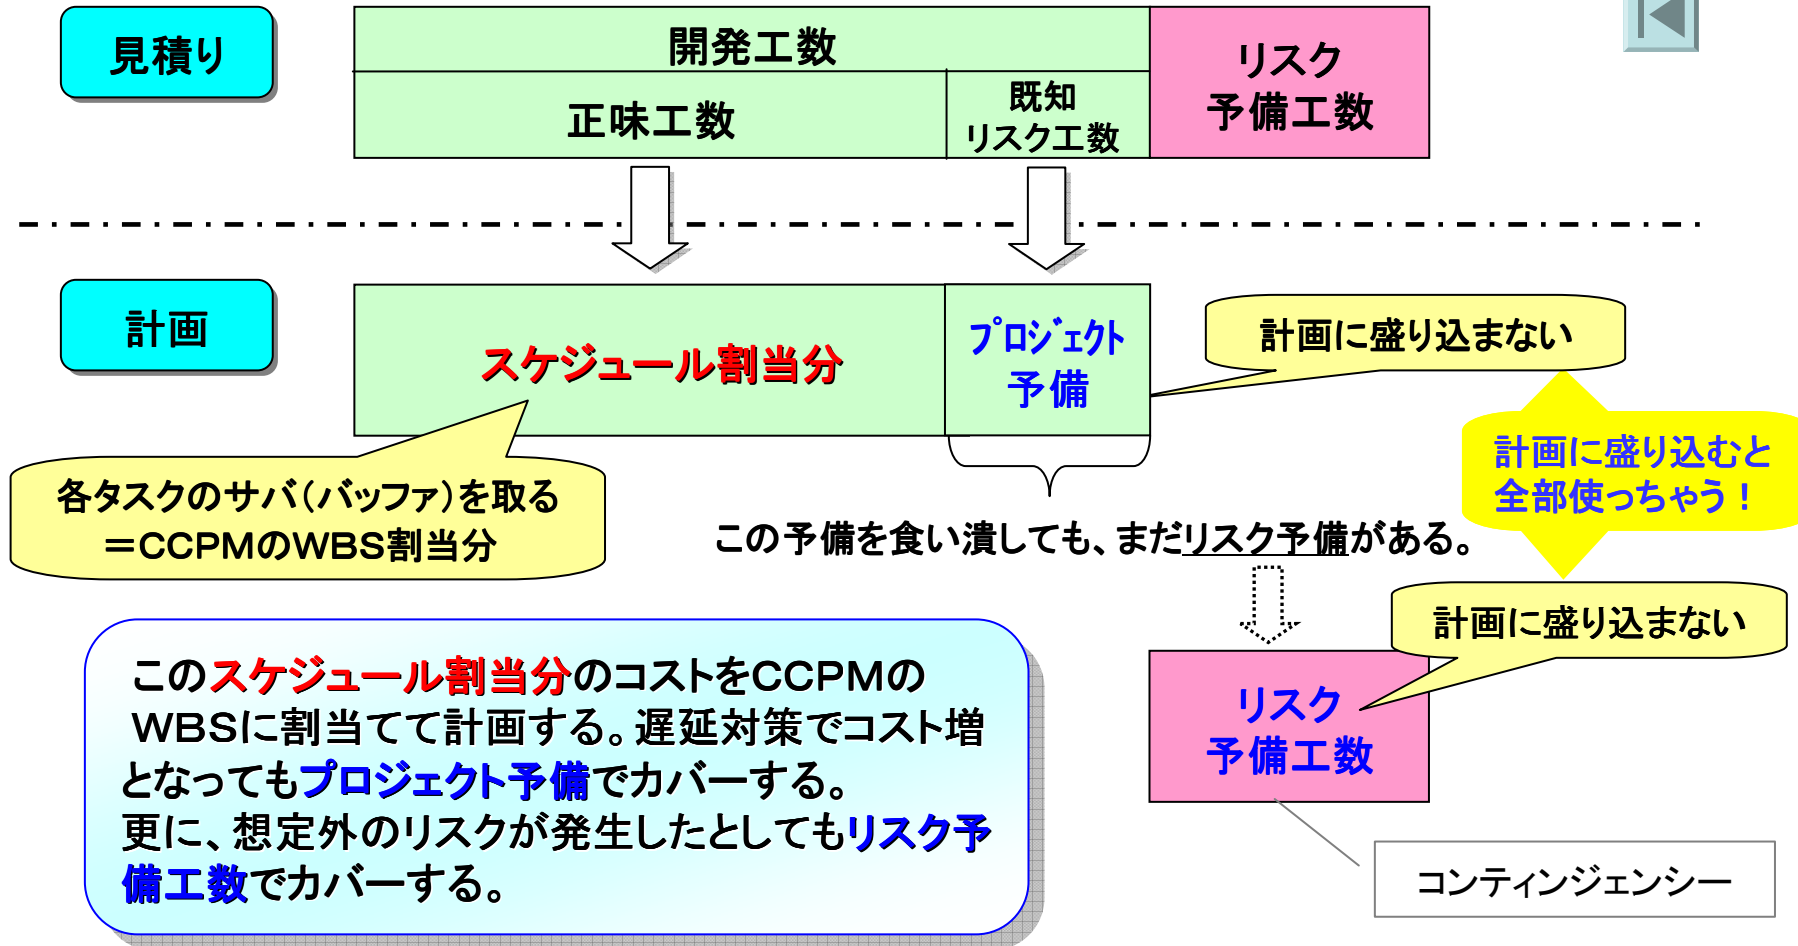 見積り
開発工数
正味工数
既知
リスク工数
リスク
予備工数
計画
スケジュール割当分
プロジェクト
予備
計画に盛り込まない
計画に盛り込むと
全部使っちゃう！
各タスクのサバ（バッファ）を取る
＝CCPMのWBS割当分
この予備を食い潰しても、まだリスク予備がある。
計画に盛り込まない
リスク
予備工数
コンティンジェンシー
このスケジュール割当分のコストをCCPMの
WBSに割当てて計画する。遅延対策でコスト増
となってもプロジェクト予備でカバーする。
更に、想定外のリスクが発生したとしてもリスク予
備工数でカバーする。